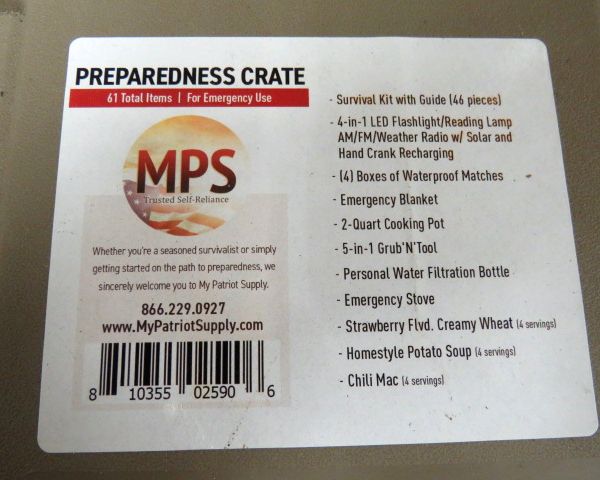 PREPAREDNESS CRATE
61 Total Items | For Emergency Use
MPS
Trusted Self-Reliance
Whether you're a seasoned survivalist or simply
getting started on the path to preparedness, we
sincerely welcome you to My Patriot Supply.
866.229.0927
www.MyPatriotSupply.com
8 10355 02590 6
- Survival Kit with Guide (46 pieces)
- 4-in-1 LED Flashlight/Reading Lamp
AM/FM/Weather Radio w/ Solar and
Hand Crank Recharging
- (4) Boxes of Waterproof Matches
- Emergency Blanket
- 2-Quart Cooking Pot
- 5-in-1 Grub'N'Tool
- Personal Water Filtration Bottle
- Emergency Stove
- Strawberry Flvd. Creamy Wheat (4 servings)
- Homestyle Potato Soup (4 servings)
- Chili Mac (4 servings)